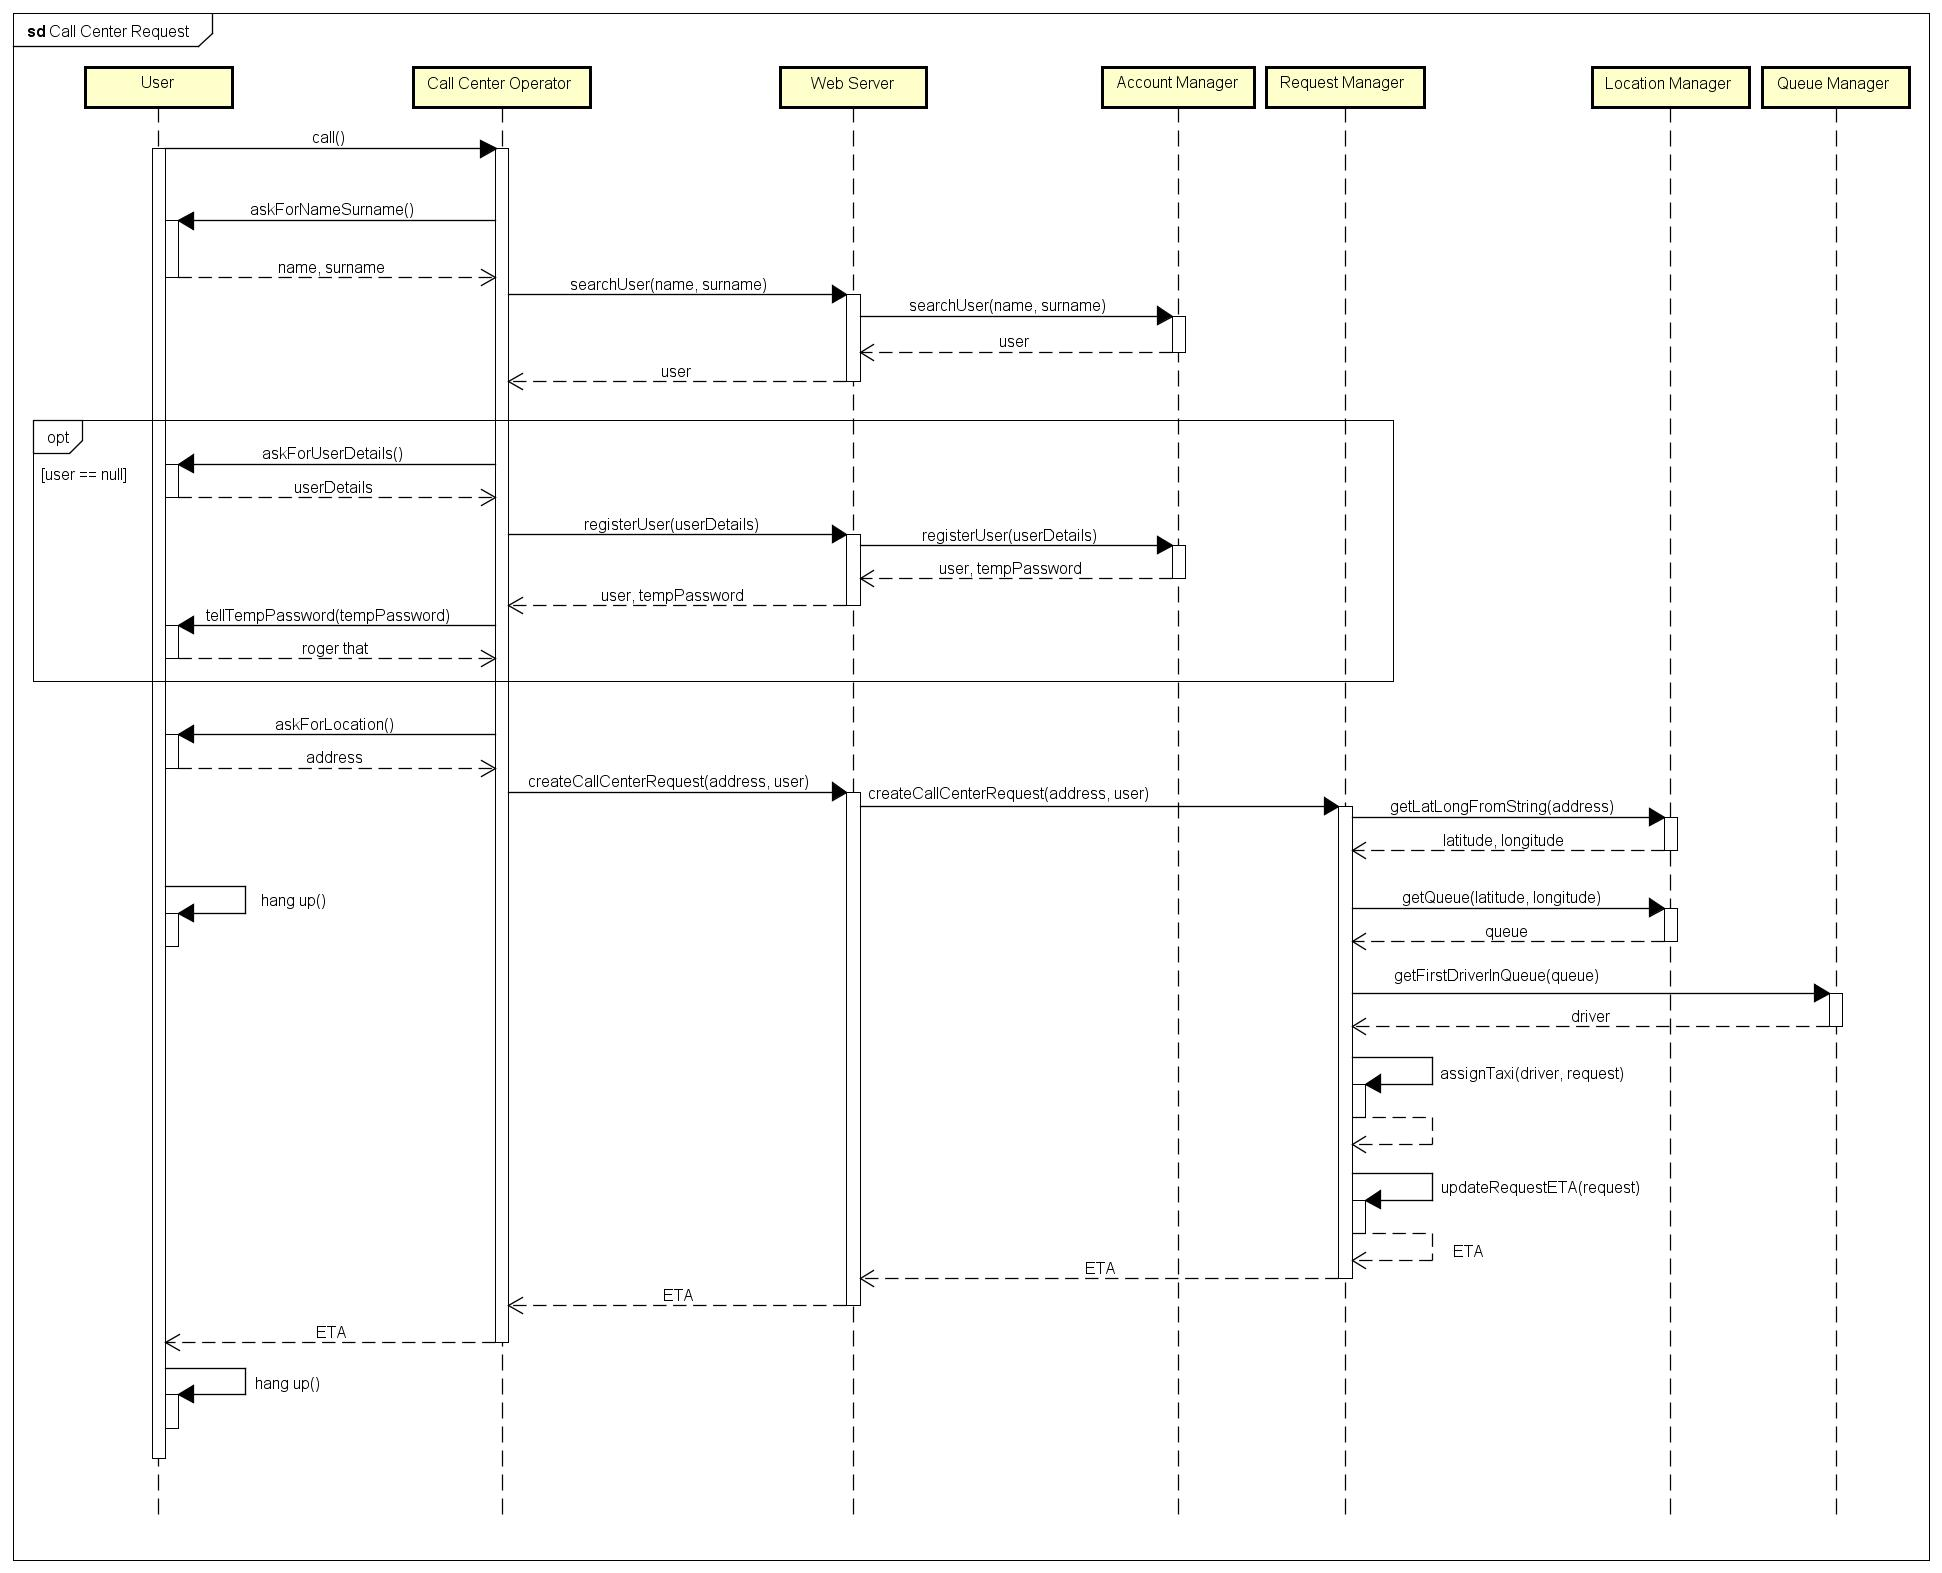 sd Call Center Request
User
Call Center Operator
Web Server
Account Manager
Request Manager
Location Manager
Queue Manager
call()
askForNameSurname()
name, surname
searchUser(name, surname)
searchUser(name, surname)
user
user
opt
[user == null]
askForUserDetails()
userDetails
registerUser(userDetails)
registerUser(userDetails)
user, tempPassword
user, tempPassword
tellTempPassword(tempPassword)
roger that
askForLocation()
address
createCallCenterRequest(address, user)
createCallCenterRequest(address, user)
getLatLongFromString(address)
latitude, longitude
hang up()
getQueue(latitude, longitude)
queue
getFirstDriverInQueue(queue)
driver
assignTaxi(driver, request)
updateRequestETA(request)
ETA
ETA
ETA
ETA
hang up()